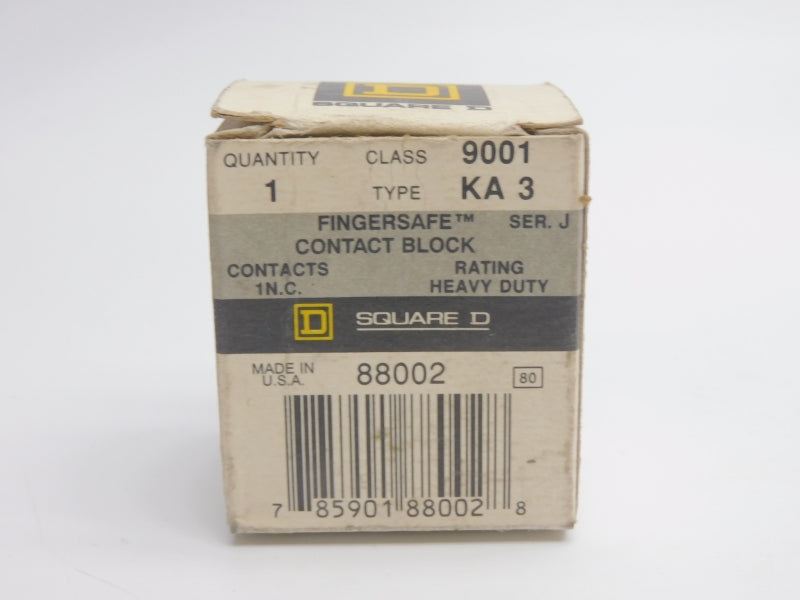 D
SQUARE D
QUANTITY CLASS 9001
1 TYPE KA 3
FINGERSAFE™ SER. J
CONTACT BLOCK
CONTACTS RATING
1N.C. HEAVY DUTY
D SQUARE D
MADE IN
U.S.A. 88002 80
7 85901 88002 8